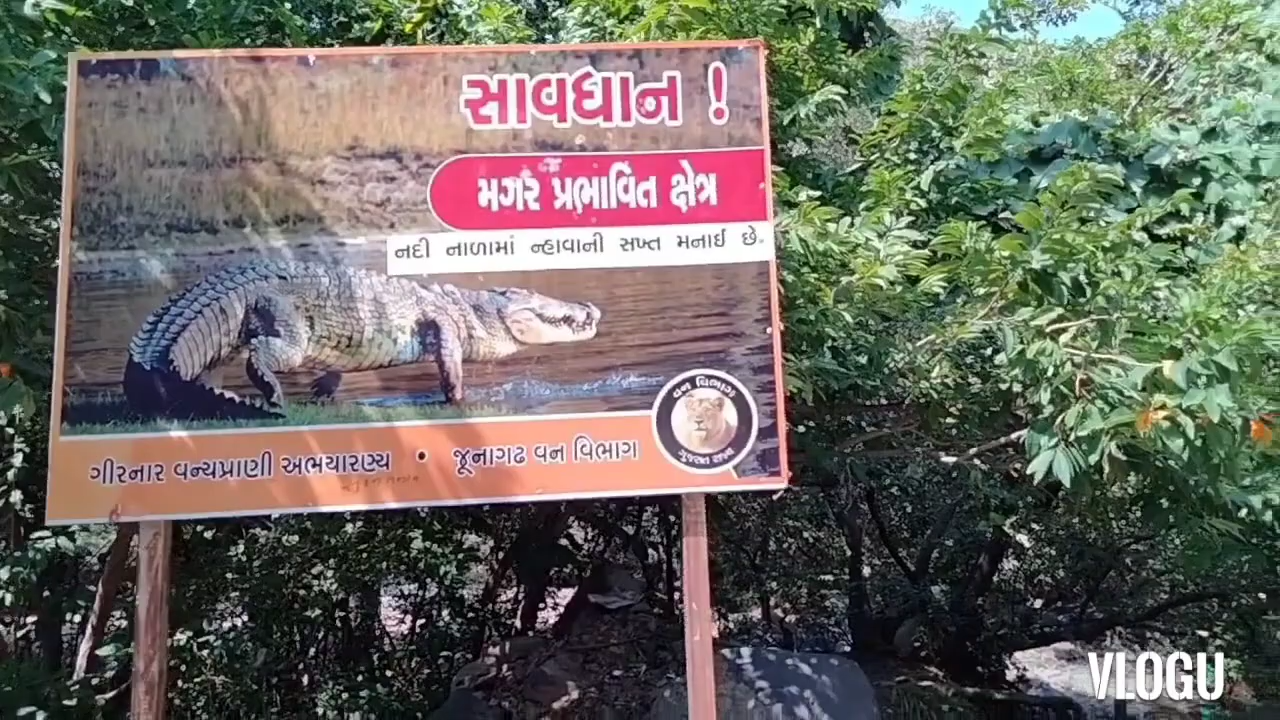 સાવધાન !
મગર પ્રભાવિત ક્ષેત્ર
નદી નાળામાં ન્હાવાની સખ્ત મનાઈ છે.
વન વિભાગ
ગુજરાત રાજ્ય
ગીરનાર વન્યપ્રાણી અભયારણ્ય • જૂનાગઢ વન વિભાગ
VLOGU